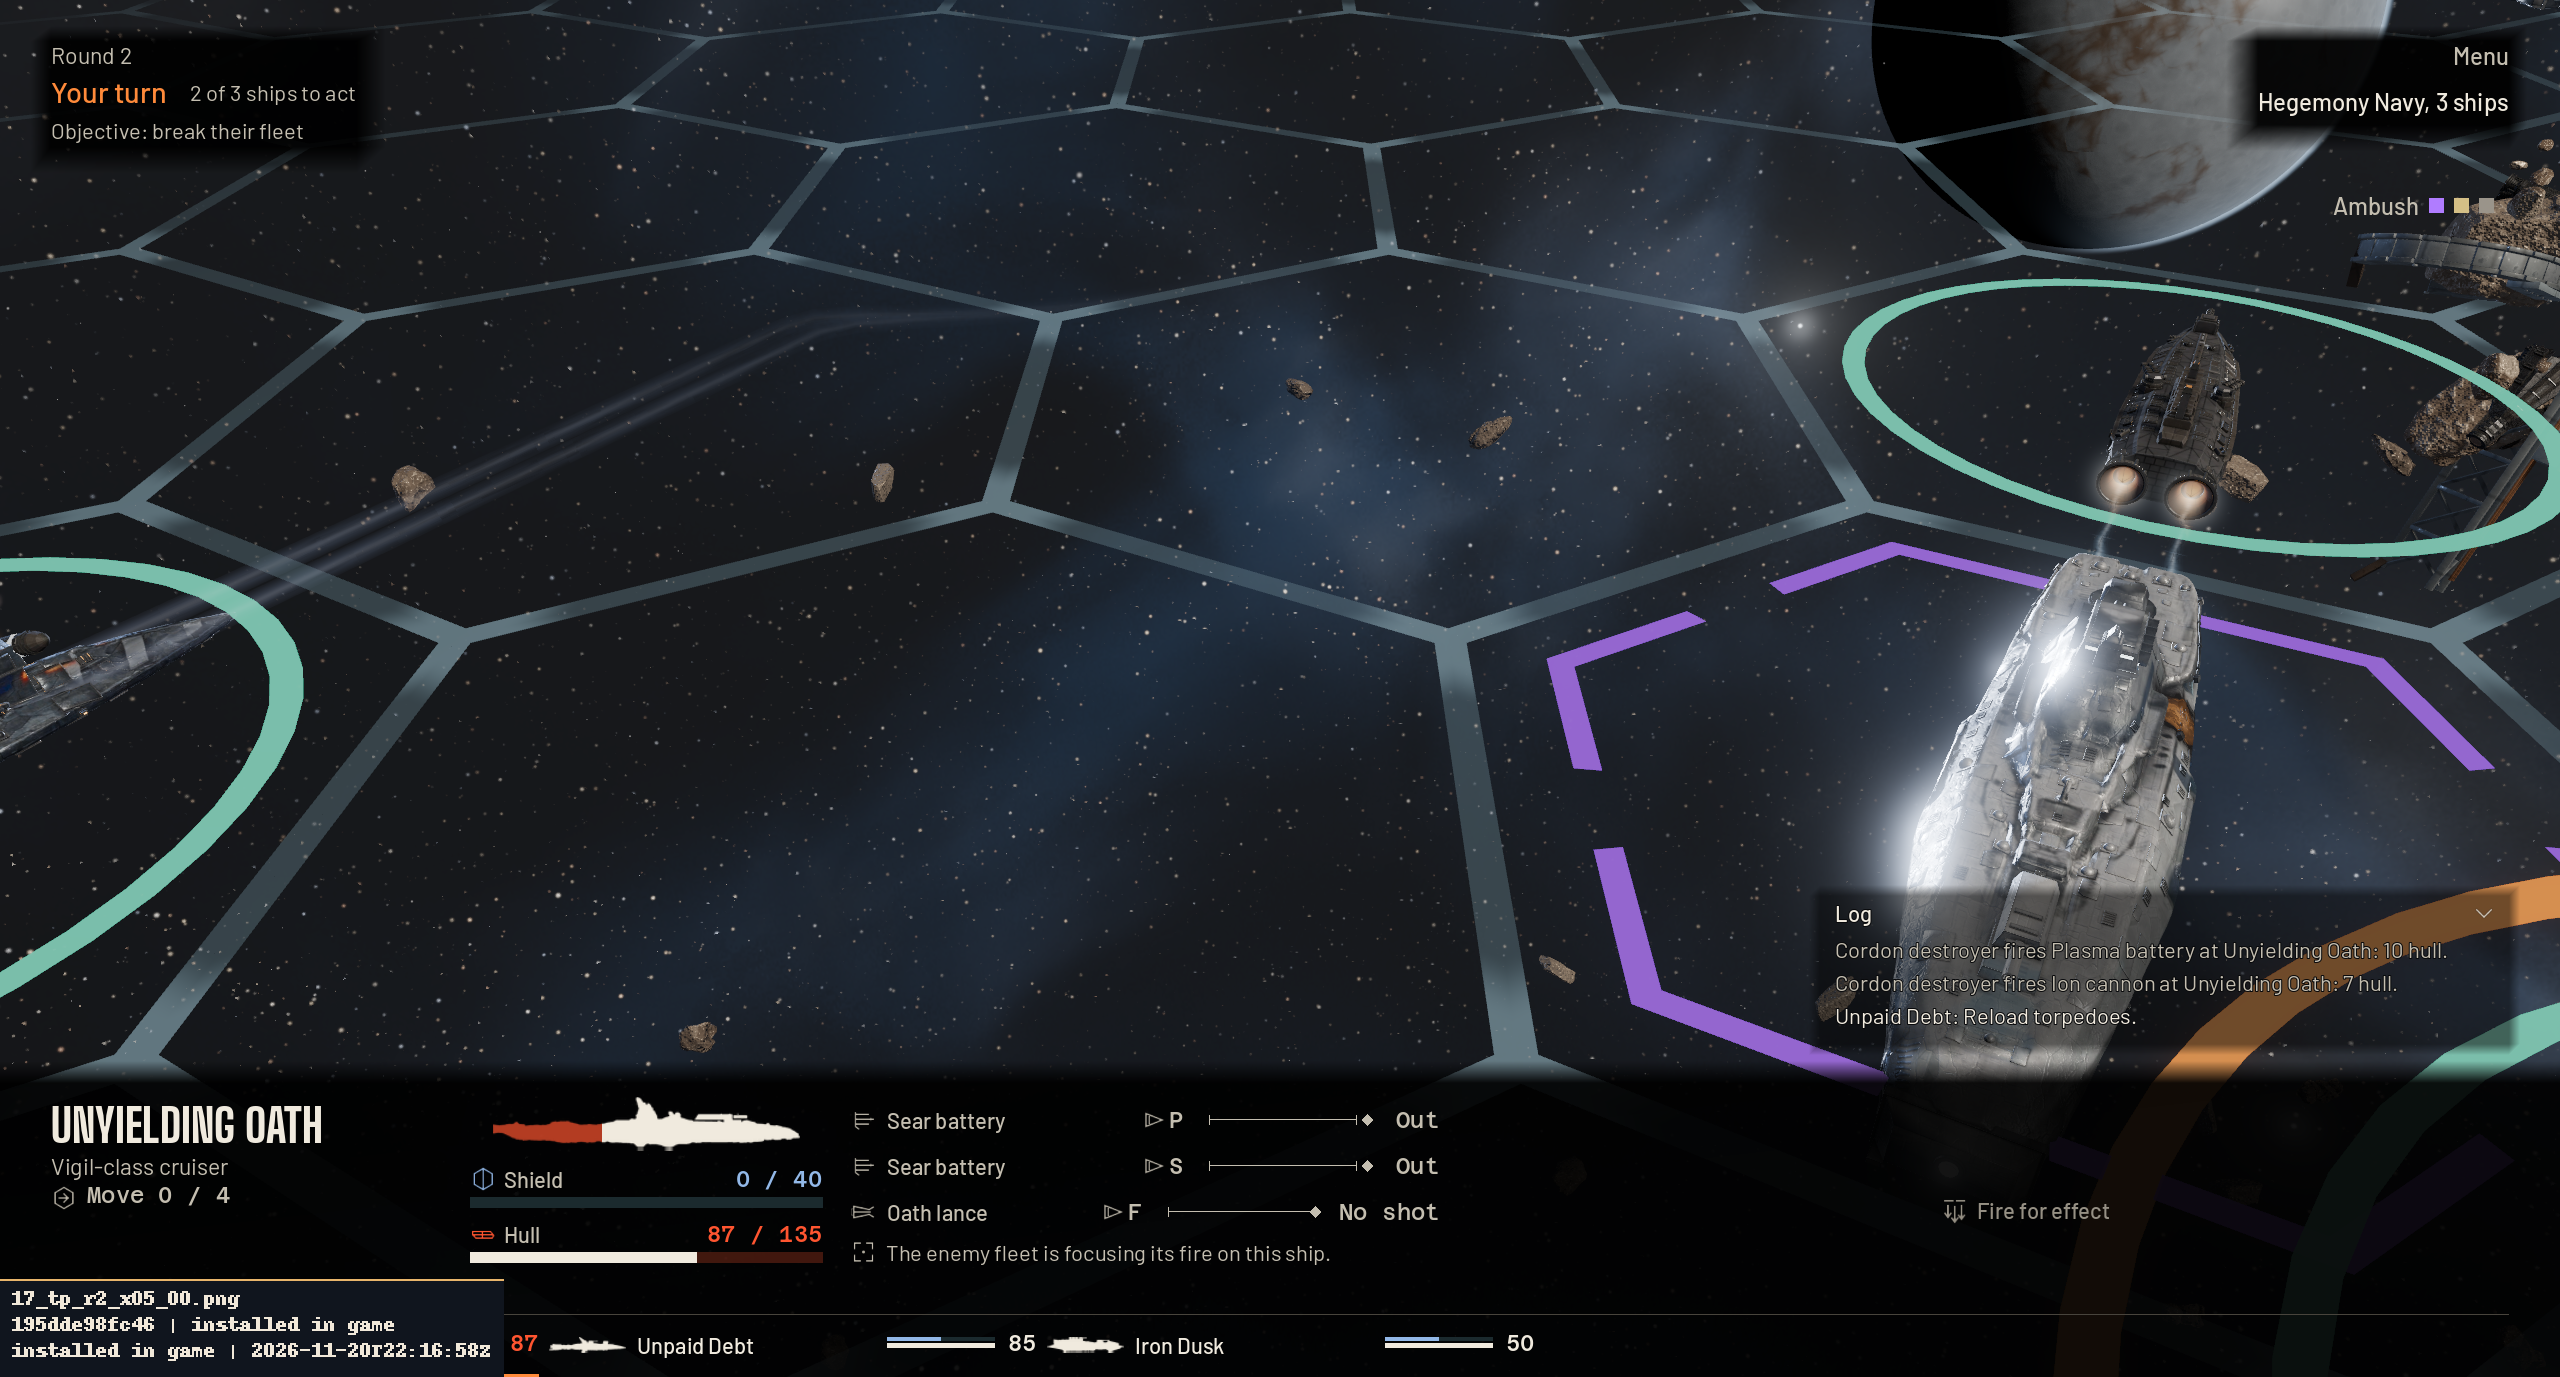 Round 2
Your turn 2 of 3 ships to act
Objective: break their fleet
Menu
Hegemony Navy, 3 ships
Ambush
Log
Cordon destroyer fires Plasma battery at Unyielding Oath: 10 hull.
Cordon destroyer fires Ion cannon at Unyielding Oath: 7 hull.
Unpaid Debt: Reload torpedoes.
UNYIELDING OATH
Vigil-class cruiser
Move 0 / 4
Shield 0 / 40
Hull 87 / 135
Sear battery P Out
Sear battery S Out
Oath lance F No shot
The enemy fleet is focusing its fire on this ship.
Fire for effect
17_tp_r2_x05_00.png
195dde98fc46 | installed in game
installed in game | 2026-11-20T22:16:58Z
87 Unpaid Debt 85 Iron Dusk 50